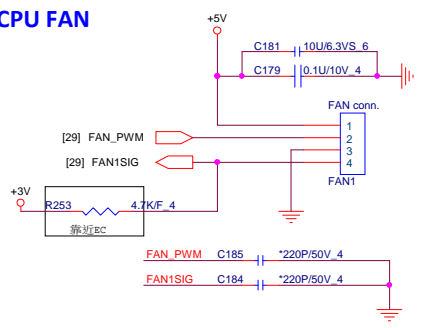 CPU FAN
+5V
C181 10U/6.3VS_6
C179 0.1U/10V_4
FAN conn.
1
2
3
4
FAN1
[29] FAN_PWM
[29] FAN1SIG
+3V
R253 4.7K/F_4
靠近EC
FAN_PWM C185 *220P/50V_4
FAN1SIG C184 *220P/50V_4